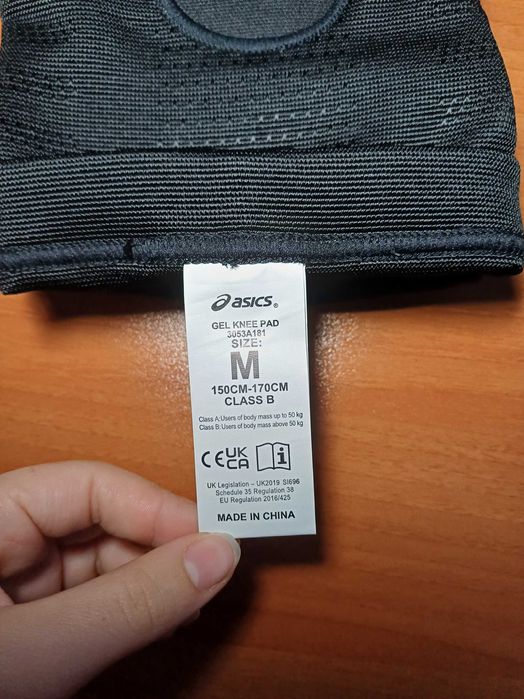 asics®
GEL KNEE PAD
3053A181
SIZE:
M
150CM-170CM
CLASS B
Class A:Users of body mass up to 50 kg
Class B:Users of body mass above 50 kg
CE UK CA i
UK Legislation – UK2019 SI696
Schedule 35 Regulation 38
EU Regulation 2016/425
MADE IN CHINA